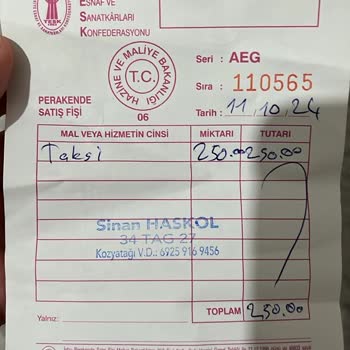 ESNAF VE
SANATKÂRLARI
KONFEDERASYONU
TESK
HAZİNE VE MALİYE BAKANLIĞI
T.C.
06
Seri : AEG
Sıra : 110565
Tarih : 11.10.24
PERAKENDE
SATIŞ FİŞİ
MAL VEYA HİZMETİN CİNSİ MİKTARI TUTARI
Taksi 250.00 250.00
Sinan HASKOL
34 TAG 27
Kozyatağı V.D.: 6925 916 9456
Yalnız: TOPLAM 250.00